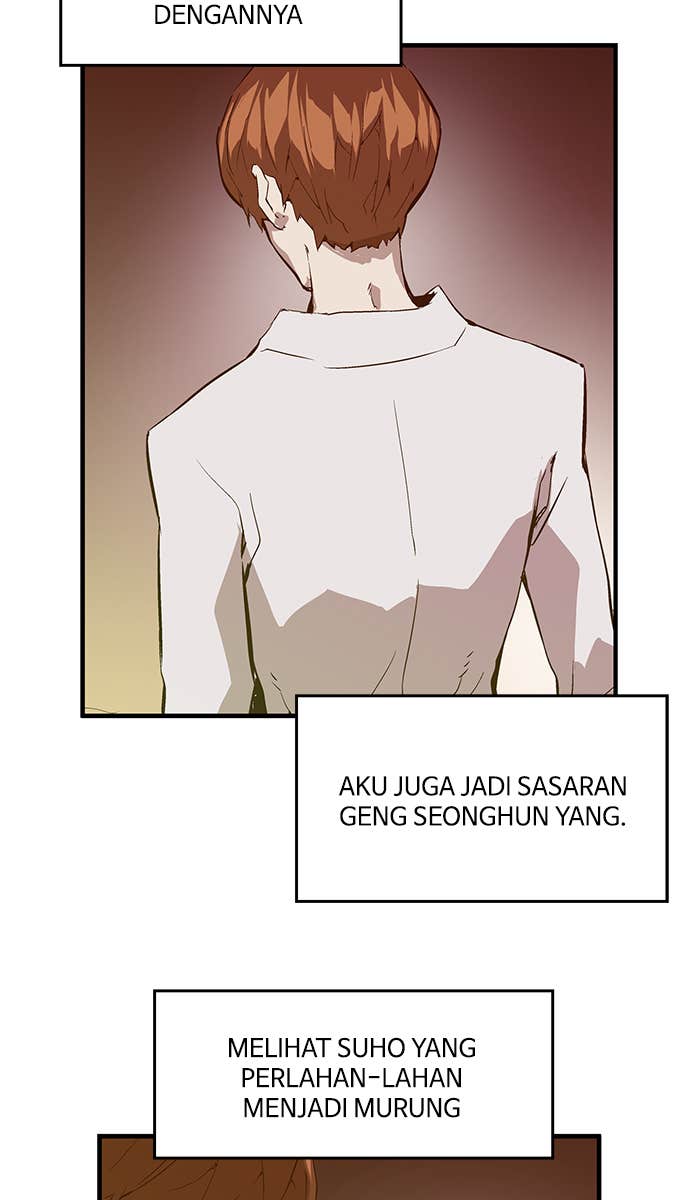 DENGANNYA
AKU JUGA JADI SASARAN
GENG SEONGHUN YANG.
MELIHAT SUHO YANG
PERLAHAN-LAHAN
MENJADI MURUNG